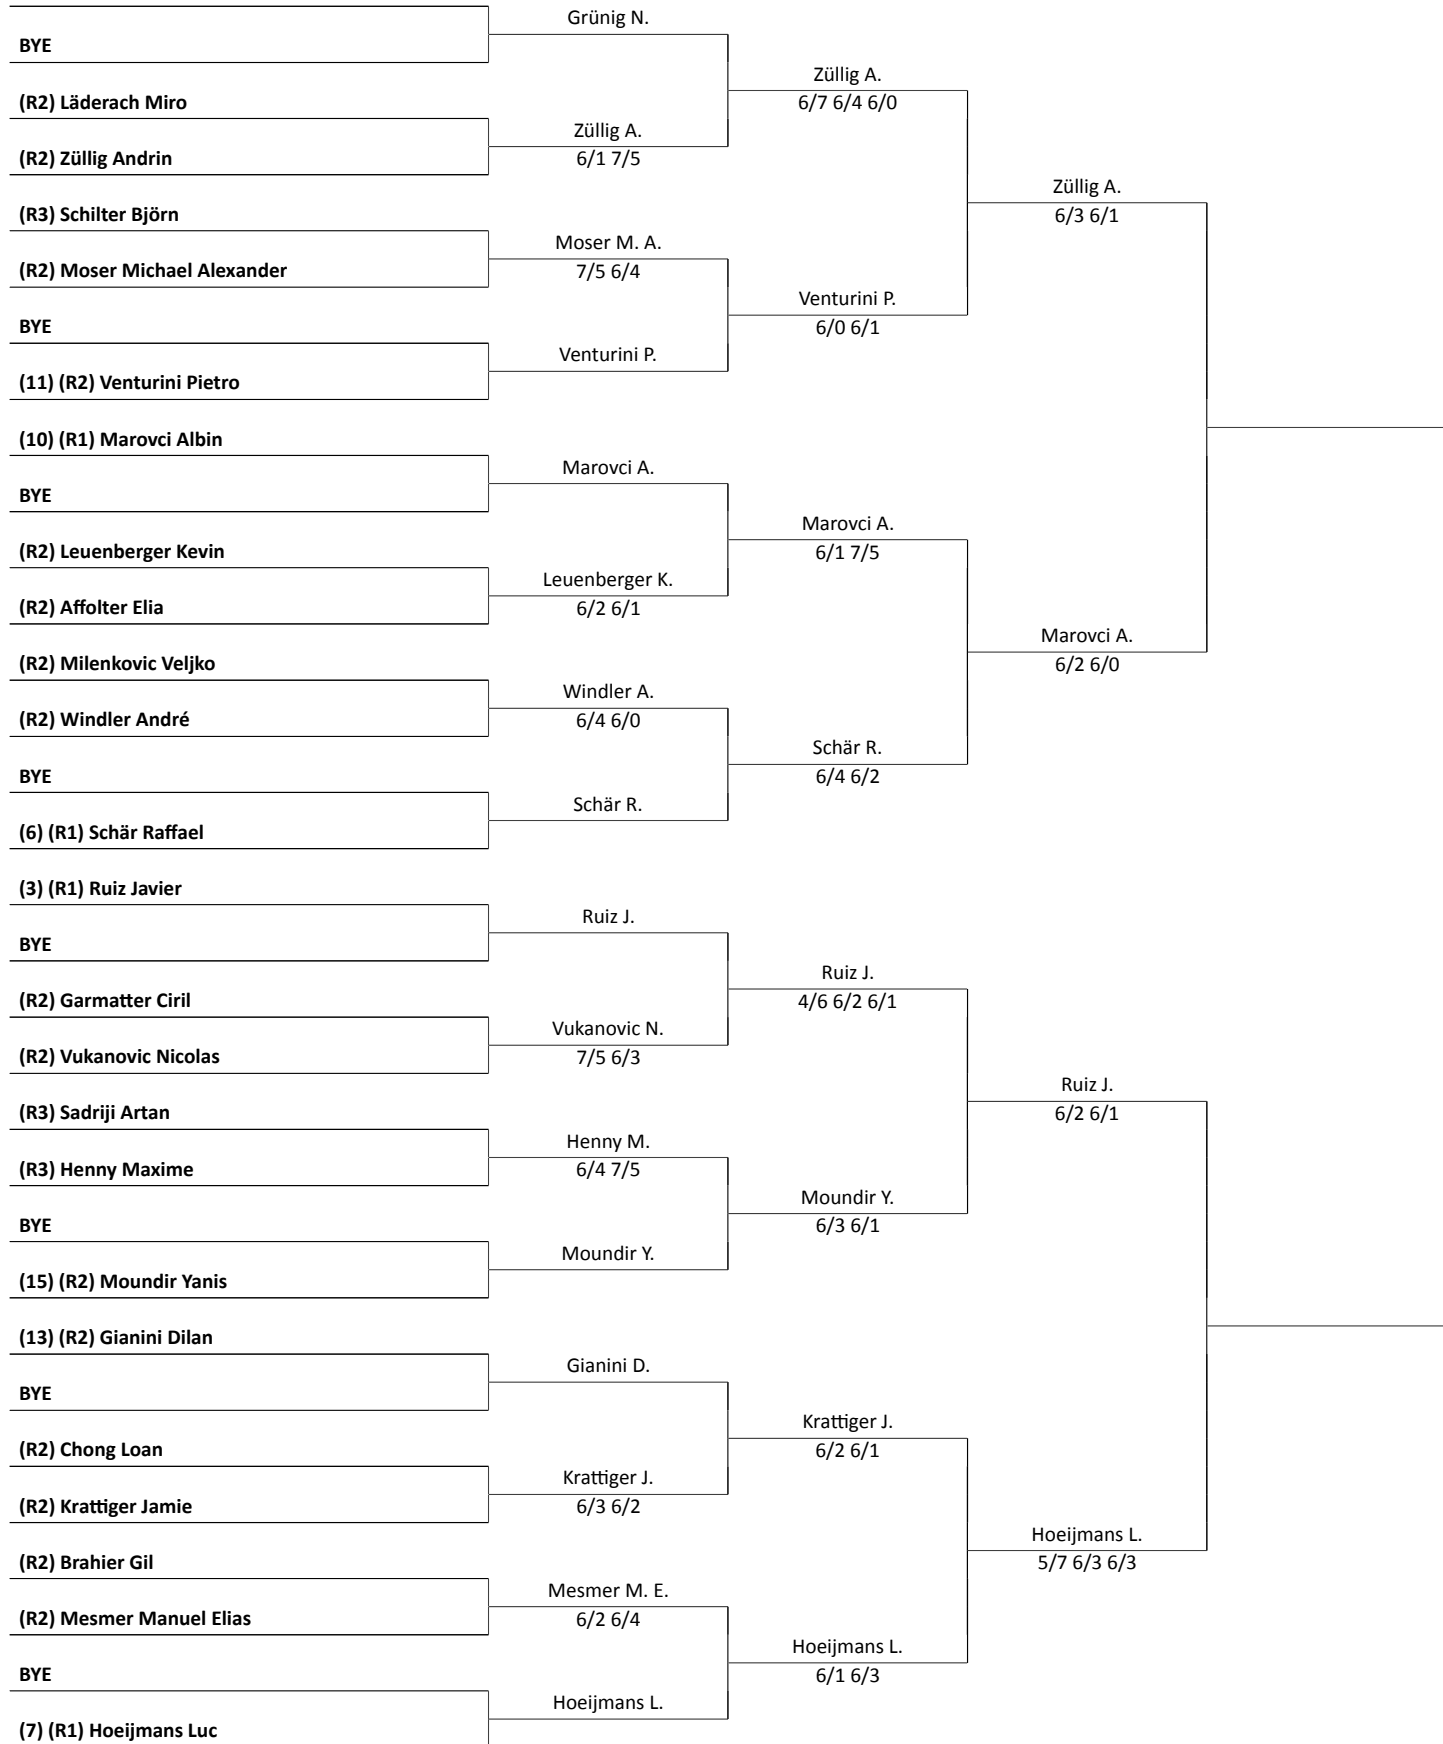 Grünig N.
BYE
Züllig A.
(R2) Läderach Miro
6/7 6/4 6/0
Züllig A.
(R2) Züllig Andrin
6/1 7/5
Züllig A.
(R3) Schilter Björn
6/3 6/1
Moser M. A.
(R2) Moser Michael Alexander
7/5 6/4
Venturini P.
BYE
6/0 6/1
Venturini P.
(11) (R2) Venturini Pietro
(10) (R1) Marovci Albin
Marovci A.
BYE
Marovci A.
(R2) Leuenberger Kevin
6/1 7/5
Leuenberger K.
(R2) Affolter Elia
6/2 6/1
Marovci A.
(R2) Milenkovic Veljko
6/2 6/0
Windler A.
(R2) Windler André
6/4 6/0
Schär R.
BYE
6/4 6/2
Schär R.
(6) (R1) Schär Raffael
(3) (R1) Ruiz Javier
Ruiz J.
BYE
Ruiz J.
(R2) Garmatter Ciril
4/6 6/2 6/1
Vukanovic N.
(R2) Vukanovic Nicolas
7/5 6/3
Ruiz J.
(R3) Sadriji Artan
6/2 6/1
Henny M.
(R3) Henny Maxime
6/4 7/5
Moundir Y.
BYE
6/3 6/1
Moundir Y.
(15) (R2) Moundir Yanis
(13) (R2) Gianini Dilan
Gianini D.
BYE
Krattiger J.
(R2) Chong Loan
6/2 6/1
Krattiger J.
(R2) Krattiger Jamie
6/3 6/2
Hoeijmans L.
(R2) Brahier Gil
5/7 6/3 6/3
Mesmer M. E.
(R2) Mesmer Manuel Elias
6/2 6/4
Hoeijmans L.
BYE
6/1 6/3
Hoeijmans L.
(7) (R1) Hoeijmans Luc